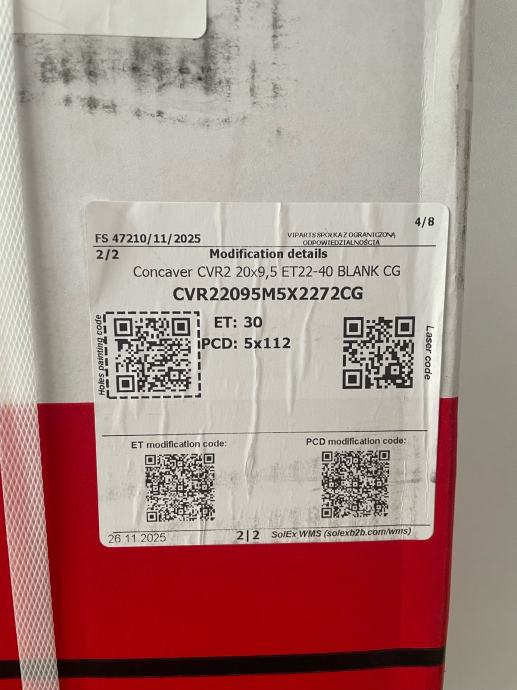 4/8
FS 47210/11/2025
VIPARTS SPÓŁKA Z OGRANICZONĄ
ODPOWIEDZIALNOŚCIĄ
2/2 Modification details
Concaver CVR2 20x9,5 ET22-40 BLANK CG
CVR22095M5X2272CG
Holes painting code
ET: 30
PCD: 5x112
Laser code
ET modification code:
PCD modification code:
26.11.2025
2|2
SolEx WMS (solexb2b.com/wms)